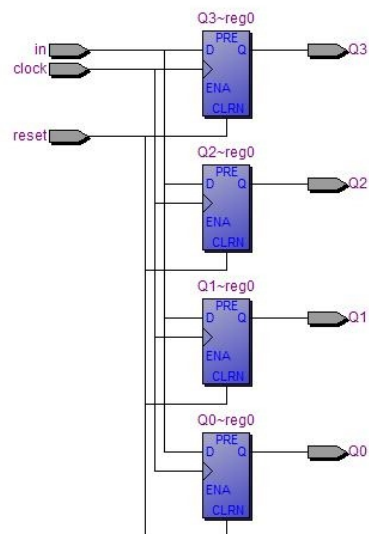 Q3~reg0
PRE
in
D
Q
Q3
clock
ENA
CLRN
reset
Q2~reg0
PRE
D
Q
Q2
ENA
CLRN
Q1~reg0
PRE
D
Q
Q1
ENA
CLRN
Q0~reg0
PRE
D
Q
Q0
ENA
CLRN